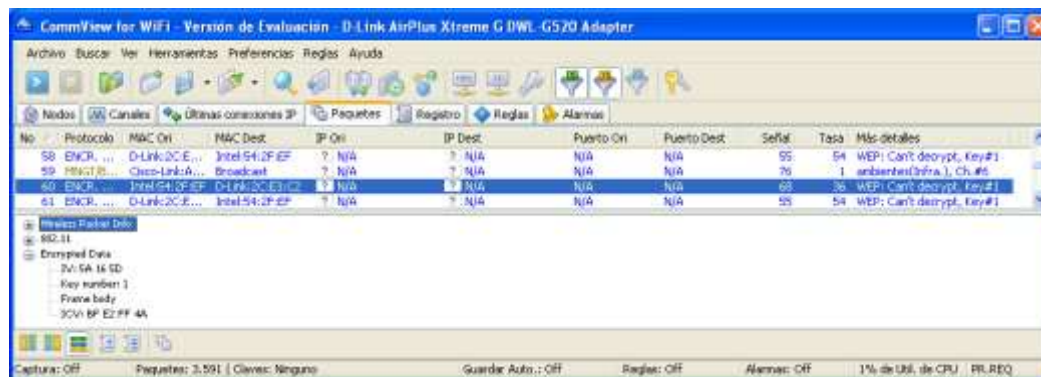 CommView for WiFi - Versión de Evaluación - D-Link AirPlus Xtreme G DWL-G520 Adapter
Archivo Buscar Ver Herramientas Preferencias Reglas Ayuda
Nodos Canales Últimas conexiones IP Paquetes Registro Reglas Alarmas
No Protocolo MAC Ori MAC Dest IP Ori IP Dest Puerto Ori Puerto Dest Señal Tasa Más detalles
58 ENCR. ... D-Link:2C:E... Intel:54:2F:EF ? N/A ? N/A N/A N/A 55 54 WEP: Can't decrypt, Key#1
59 MNGT/B... Cisco-Link:A... Broadcast ? N/A ? N/A N/A N/A 76 1 ambientes(Infra.), Ch.#6
60 ENCR. ... Intel:54:2F:EF D-Link:2C:E3:C2 ? N/A ? N/A N/A N/A 68 36 WEP: Can't decrypt, Key#1
61 ENCR. ... D-Link:2C:E... Intel:54:2F:EF ? N/A ? N/A N/A N/A 55 54 WEP: Can't decrypt, Key#1
Wireless Packet Info
802.11
Encrypted Data
IV: 5A 16 5D
Key number: 1
Frame body
ICV: BF E2 FF 4A
Captura: Off Paquetes: 3.591 | Claves: Ninguno Guardar Auto.: Off Reglas: Off Alarmas: Off 1% de Util. de CPU PR.REQ